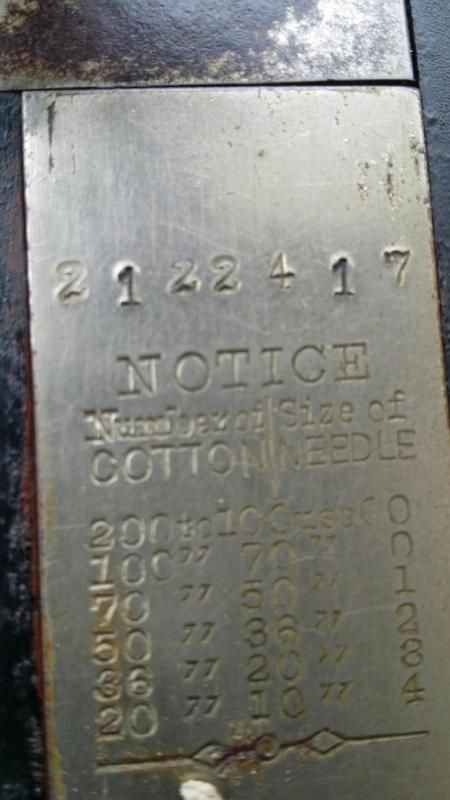 2122417
NOTICE
Number of Size of
COTTON NEEDLE
200 to 100 use 00
100 " 70 " 0
70 " 50 " 1
50 " 36 " 2
36 " 20 " 3
20 " 10 " 4